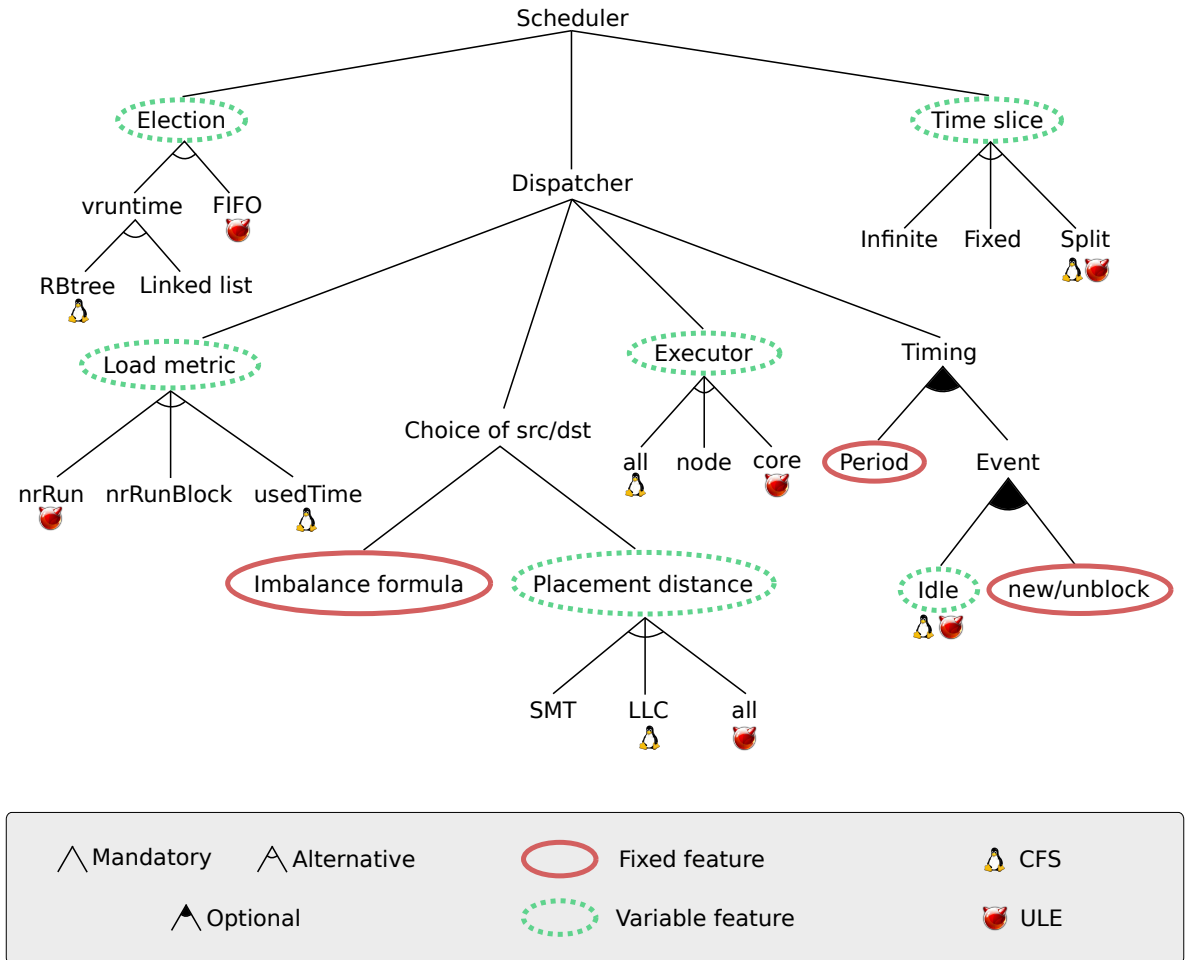 Scheduler
Election
Time slice
Dispatcher
vruntime
FIFO
Infinite
Fixed
Split
RBtree
Linked list
Load metric
Executor
Timing
Choice of src/dst
all
node
core
Period
Event
nrRun
nrRunBlock
usedTime
Imbalance formula
Placement distance
Idle
new/unblock
SMT
LLC
all
Mandatory
Alternative
Fixed feature
CFS
Optional
Variable feature
ULE